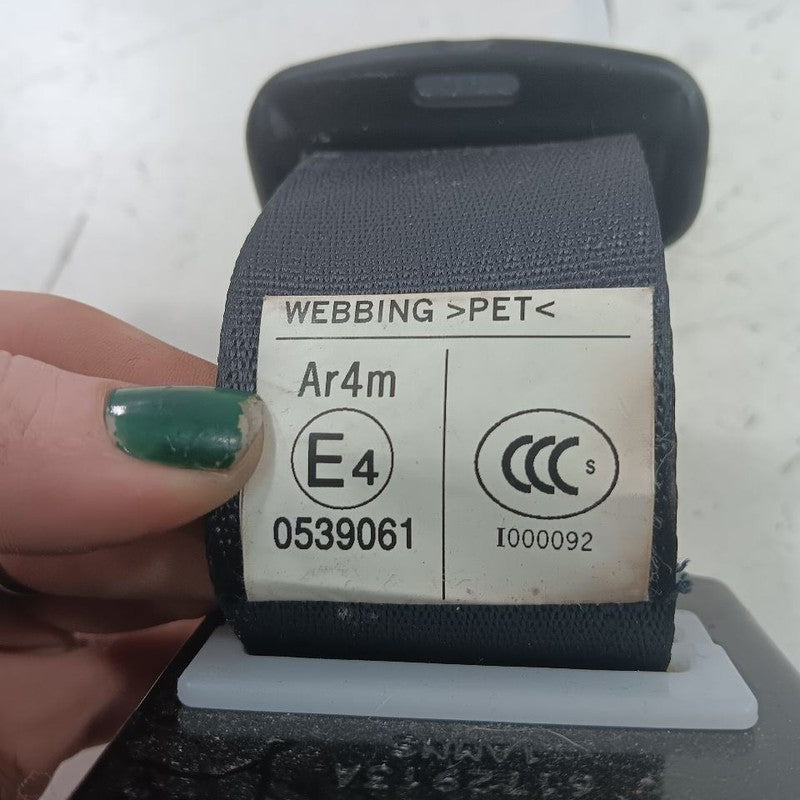 WEBBING >PET<
Ar4m
E4
0539061
CCC S
I000092